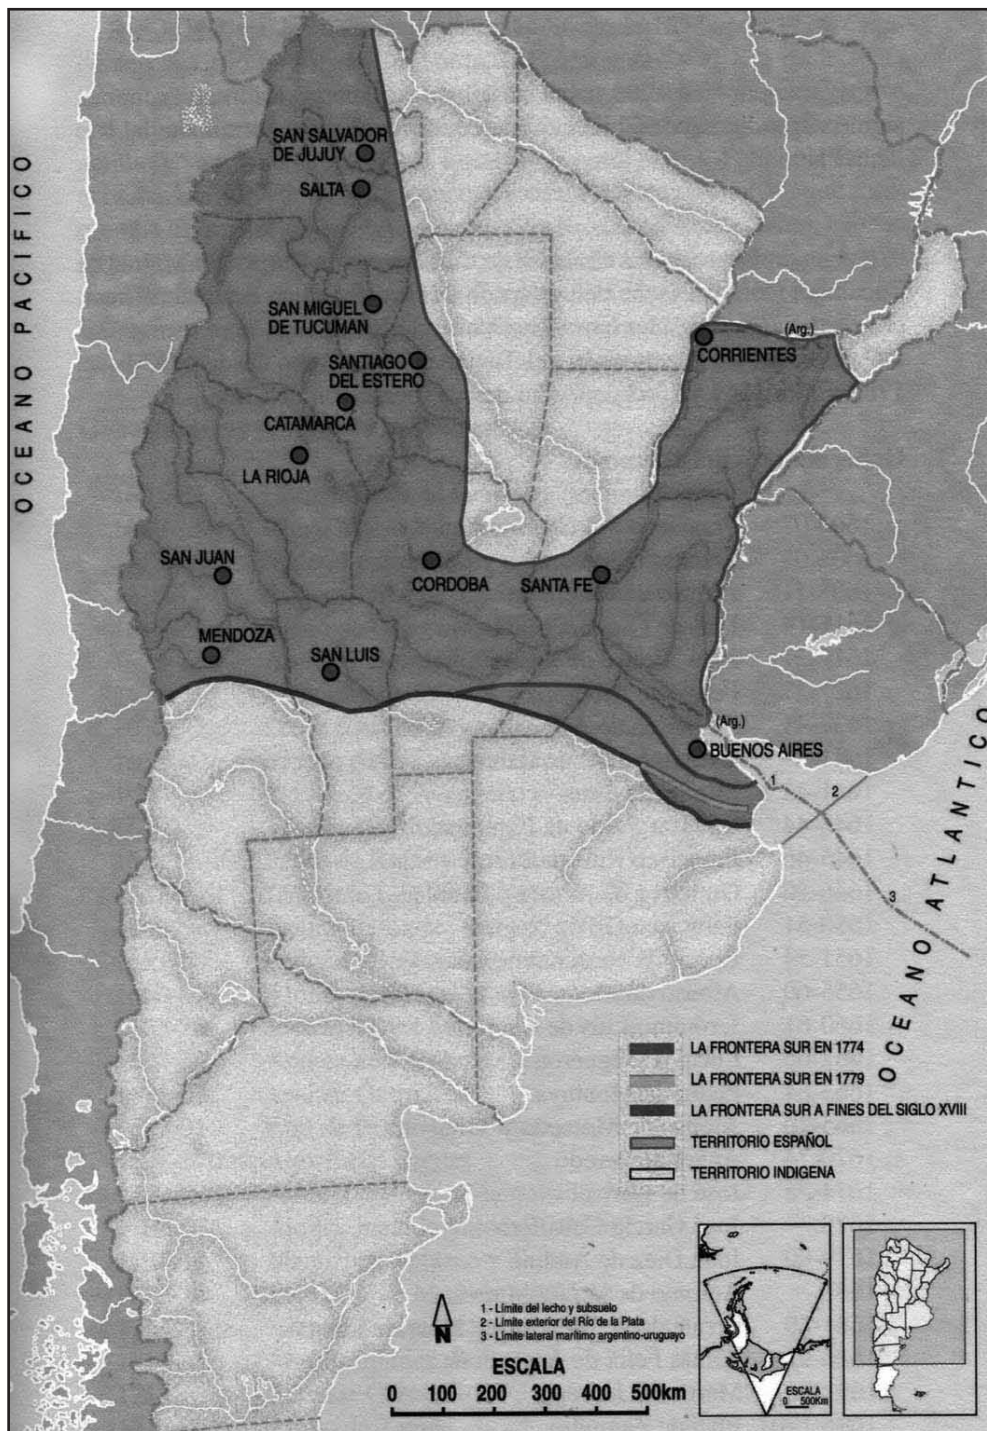 OCEANO PACIFICO
SAN SALVADOR
DE JUJUY
SALTA
SAN MIGUEL
DE TUCUMAN
SANTIAGO
DEL ESTERO
CATAMARCA
LA RIOJA
(Arg.)
CORRIENTES
SAN JUAN
CORDOBA
SANTA FE
MENDOZA
SAN LUIS
(Arg.)
BUENOS AIRES
1
2
3
OCEANO ATLANTICO
LA FRONTERA SUR EN 1774
LA FRONTERA SUR EN 1779
LA FRONTERA SUR A FINES DEL SIGLO XVIII
TERRITORIO ESPAÑOL
TERRITORIO INDIGENA
N
1 - Límite del lecho y subsuelo
2 - Límite exterior del Río de la Plata
3 - Límite lateral marítimo argentino-uruguayo
ESCALA
0 100 200 300 400 500km
ESCALA
0 500Km